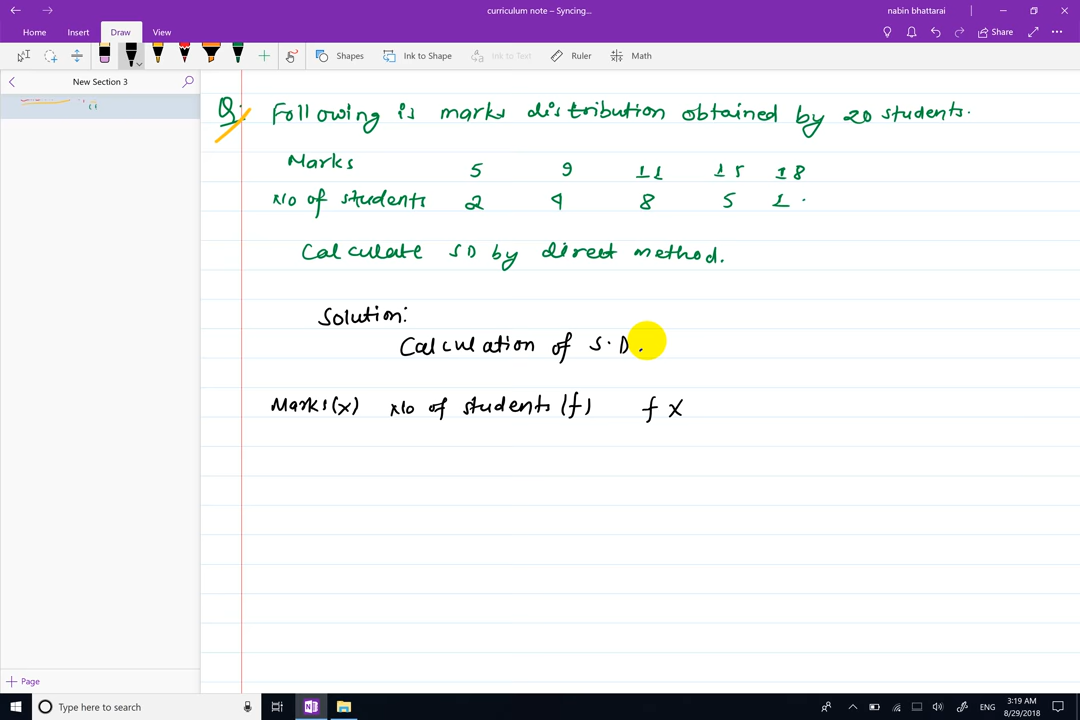 curriculum note – Syncing...
nabin bhattarai
Home Insert Draw View
Share
Shapes Ink to Shape Ink to Text Ruler Math
New Section 3
Q. Following is marks distribution obtained by 20 students.
Marks 5 9 11 15 18
No of students 2 4 8 5 1.
Calculate SD by direct method.
Solution:
Calculation of S.D.
Marks(x) No of students (f) f x
Page
Type here to search
ENG
3:19 AM
8/29/2018